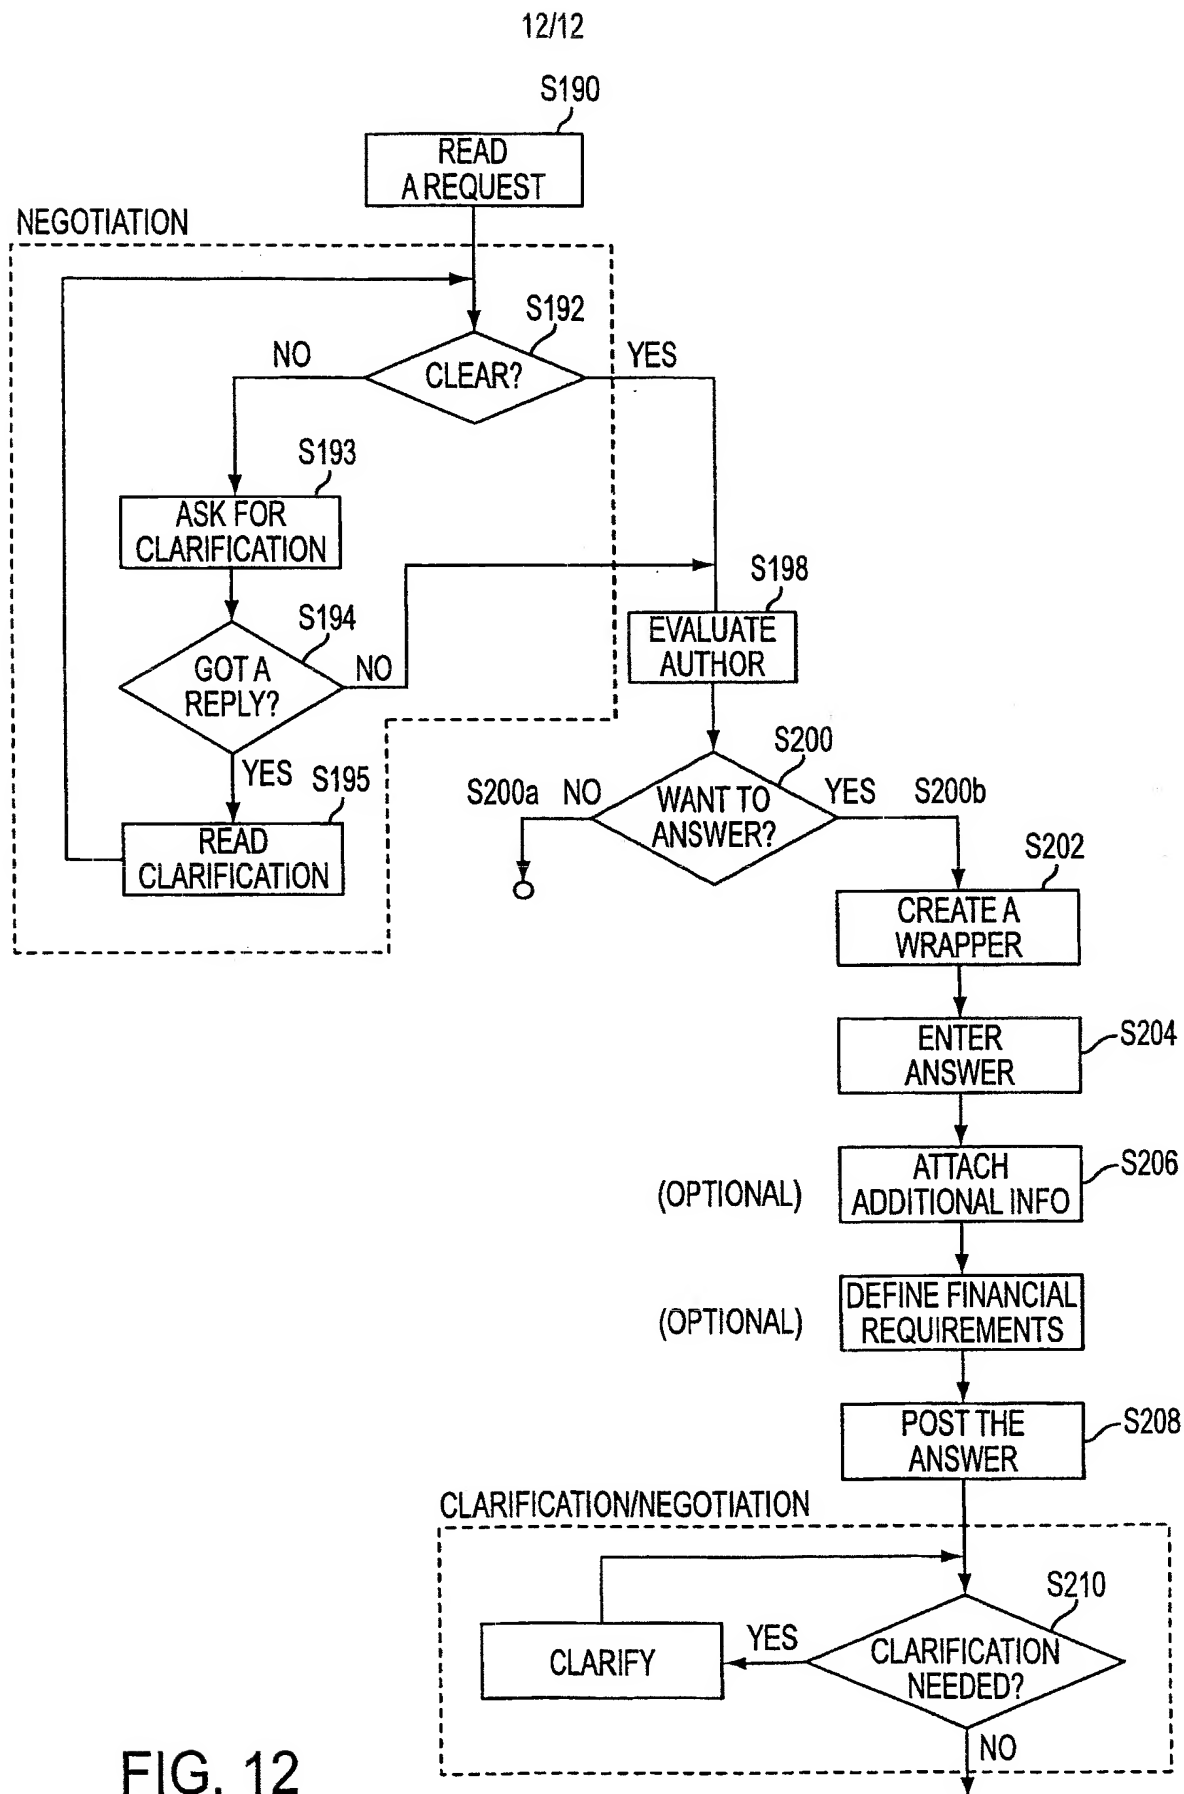 12/12
S190
READ
A REQUEST
NEGOTIATION
S192
NO
CLEAR?
YES
S193
ASK FOR
CLARIFICATION
S198
EVALUATE
AUTHOR
S194
GOT A
REPLY?
NO
YES
S195
READ
CLARIFICATION
S200
S200a
NO
WANT TO
ANSWER?
YES
S200b
S202
CREATE A
WRAPPER
S204
ENTER
ANSWER
S206
(OPTIONAL)
ATTACH
ADDITIONAL INFO
(OPTIONAL)
DEFINE FINANCIAL
REQUIREMENTS
S208
POST THE
ANSWER
CLARIFICATION/NEGOTIATION
S210
CLARIFY
YES
CLARIFICATION
NEEDED?
NO
FIG. 12